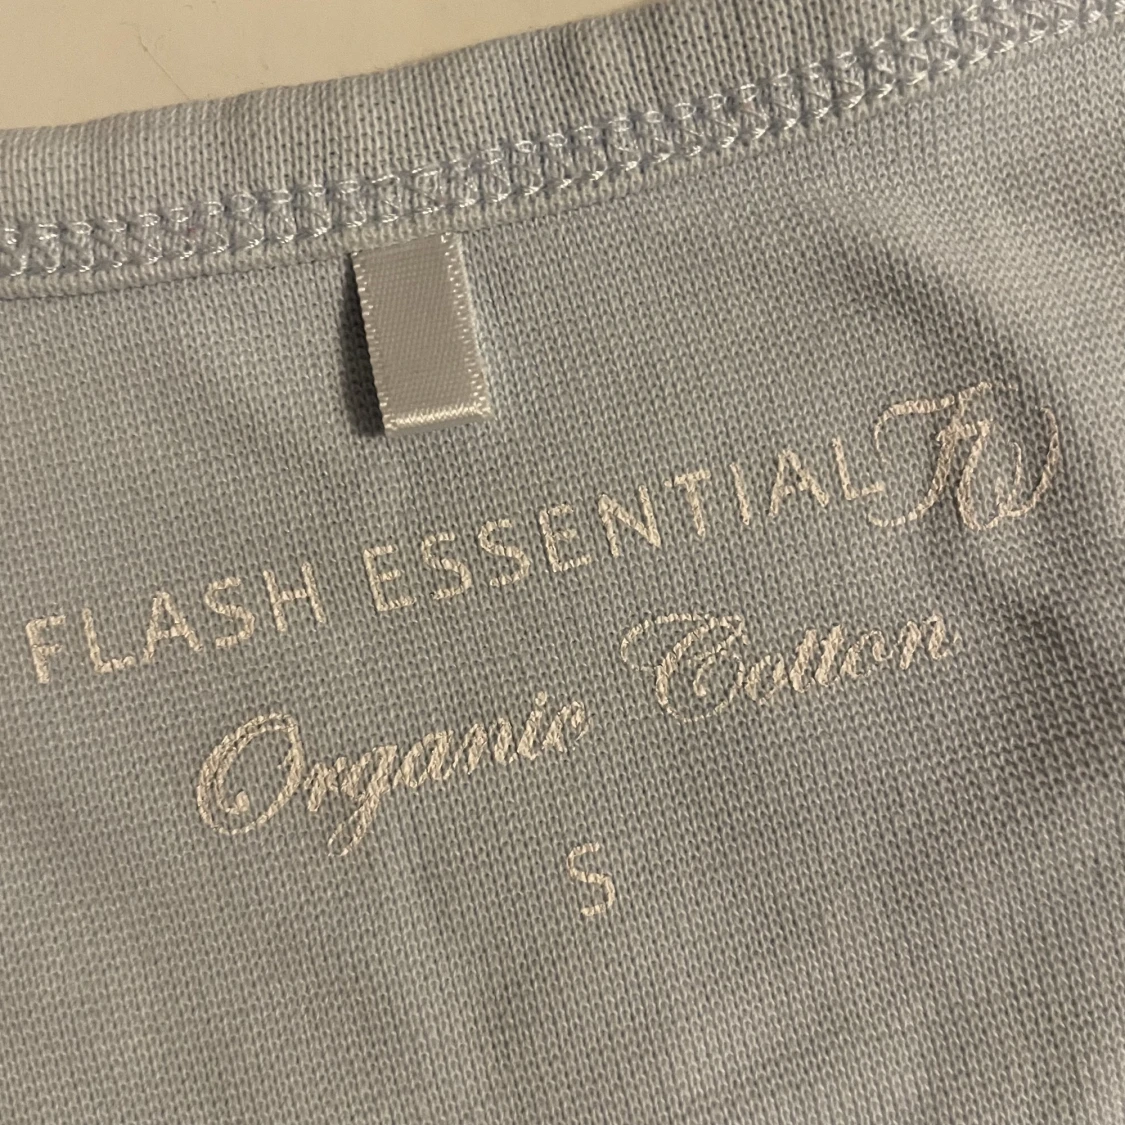 FLASH ESSENTIAL
Organic Cotton
S